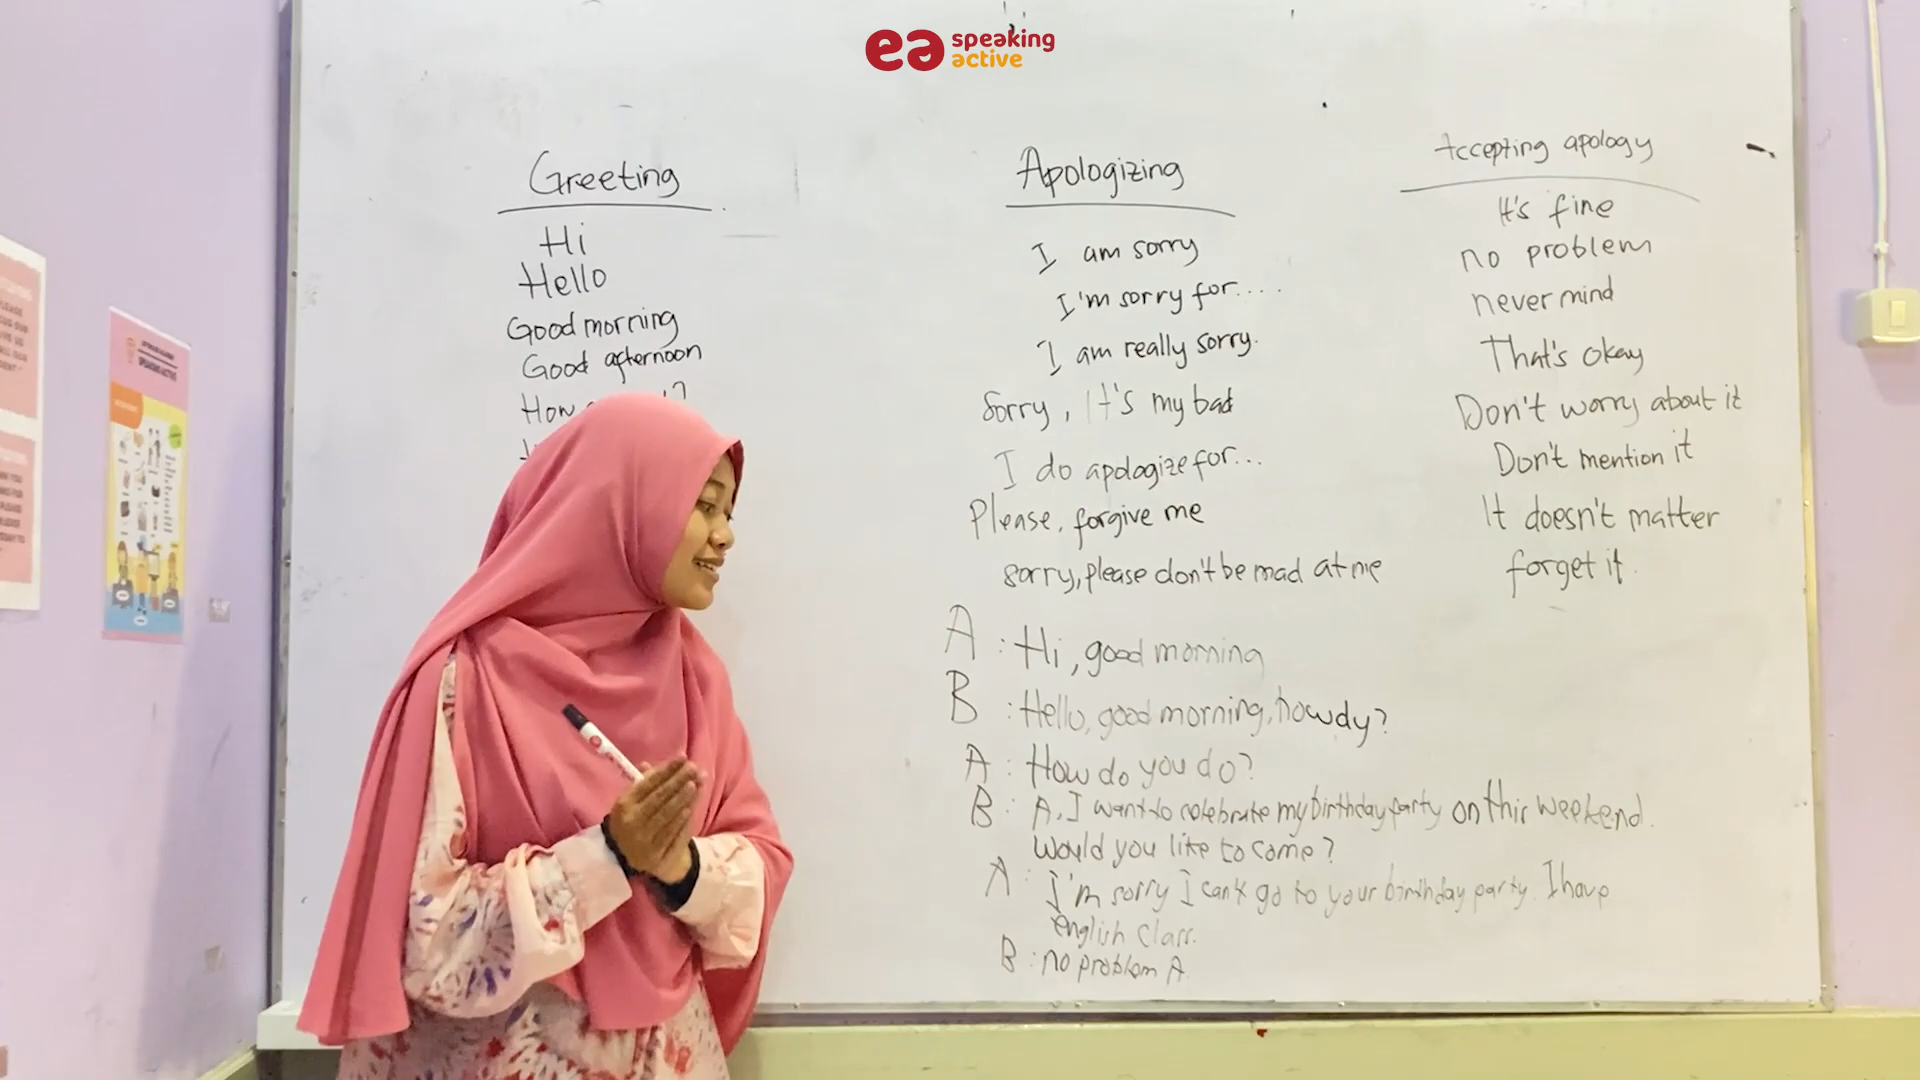 speaking
active
Greeting
Hi
Hello
Good morning
Good afternoon
How
Apologizing
I am sorry
I'm sorry for....
I am really sorry.
Sorry, It's my bad
I do apologize for...
Please, forgive me
sorry, please don't be mad at me
Accepting apology
It's fine
no problem
never mind
That's okay
Don't worry about it
Don't mention it
It doesn't matter
forget it.
A : Hi, good morning
B : Hello, good morning, howdy?
A : How do you do?
B : A, I want to celebrate my birthday party on this weekend.
Would you like to come?
A : I'm sorry I can't go to your birthday party. I have
english class.
B : no problem A.
SPEAKING ACTIVE